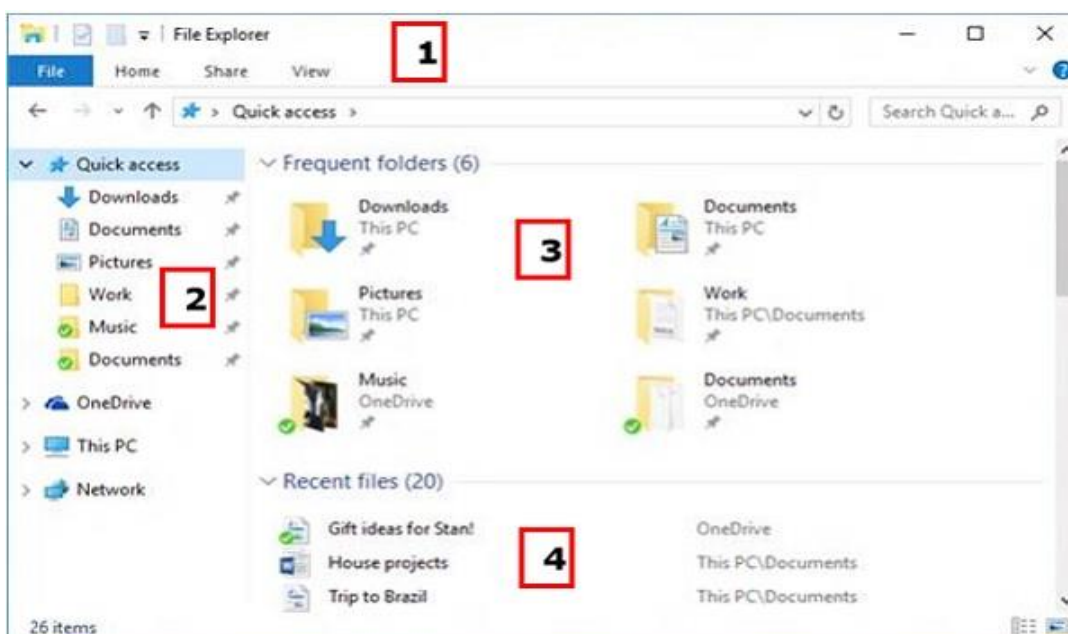 File Explorer
1
File Home Share View
Quick access
Search Quick a...
Quick access
Downloads
Documents
Pictures
Work
2
Music
Documents
OneDrive
This PC
Network
Frequent folders (6)
Downloads
This PC
Documents
This PC
3
Pictures
This PC
Work
This PC\Documents
Music
OneDrive
Documents
OneDrive
Recent files (20)
Gift ideas for Stan! OneDrive
4
House projects This PC\Documents
Trip to Brazil This PC\Documents
26 items